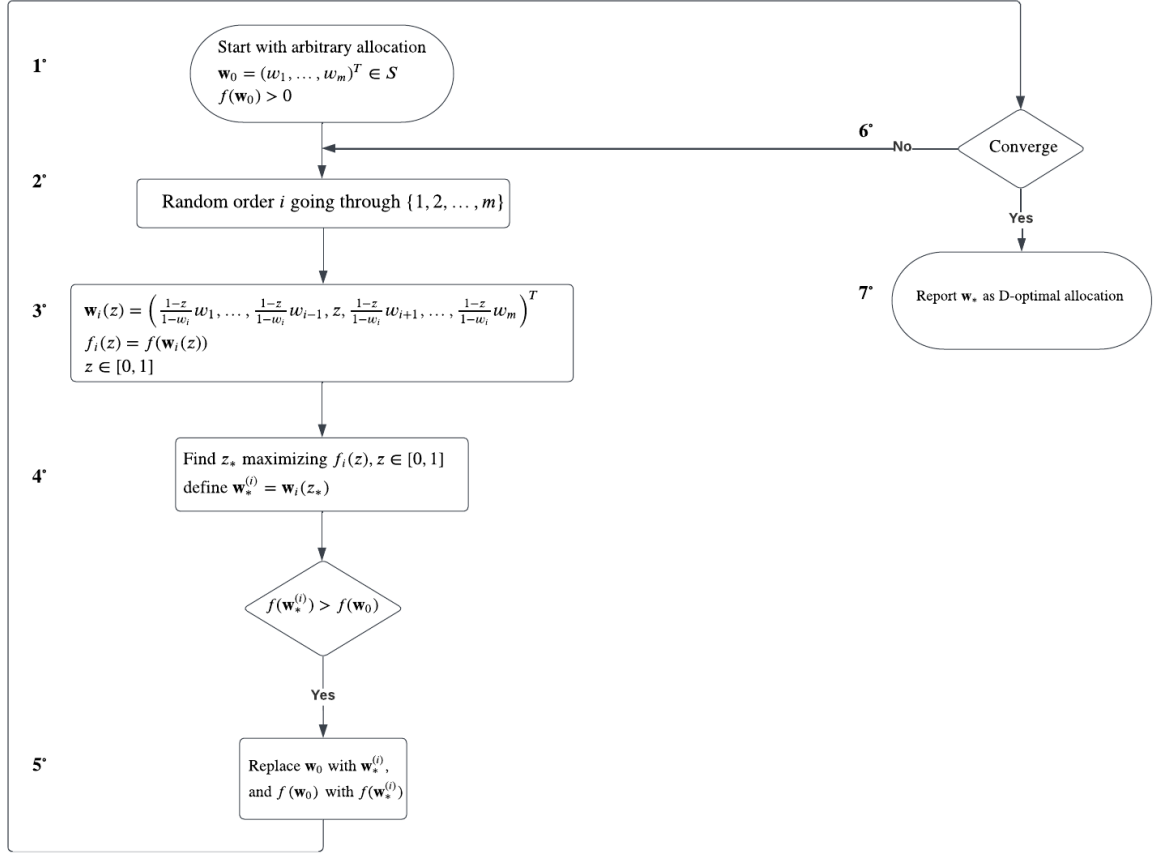 1°
Start with arbitrary allocation
w₀ = (w₁, … , wₘ)ᵀ ∈ S
f(w₀) > 0
2°
Random order i going through {1, 2, … , m}
3°
wᵢ(z) = ( (1−z)/(1−wᵢ) w₁, … , (1−z)/(1−wᵢ) wᵢ₋₁, z, (1−z)/(1−wᵢ) wᵢ₊₁, … , (1−z)/(1−wᵢ) wₘ )ᵀ
fᵢ(z) = f(wᵢ(z))
z ∈ [0, 1]
4°
Find z∗ maximizing fᵢ(z), z ∈ [0, 1]
define w∗⁽ⁱ⁾ = wᵢ(z∗)
f(w∗⁽ⁱ⁾) > f(w₀)
Yes
5°
Replace w₀ with w∗⁽ⁱ⁾,
and f (w₀) with f(w∗⁽ⁱ⁾)
6°
No
Converge
Yes
7°
Report w∗ as D-optimal allocation